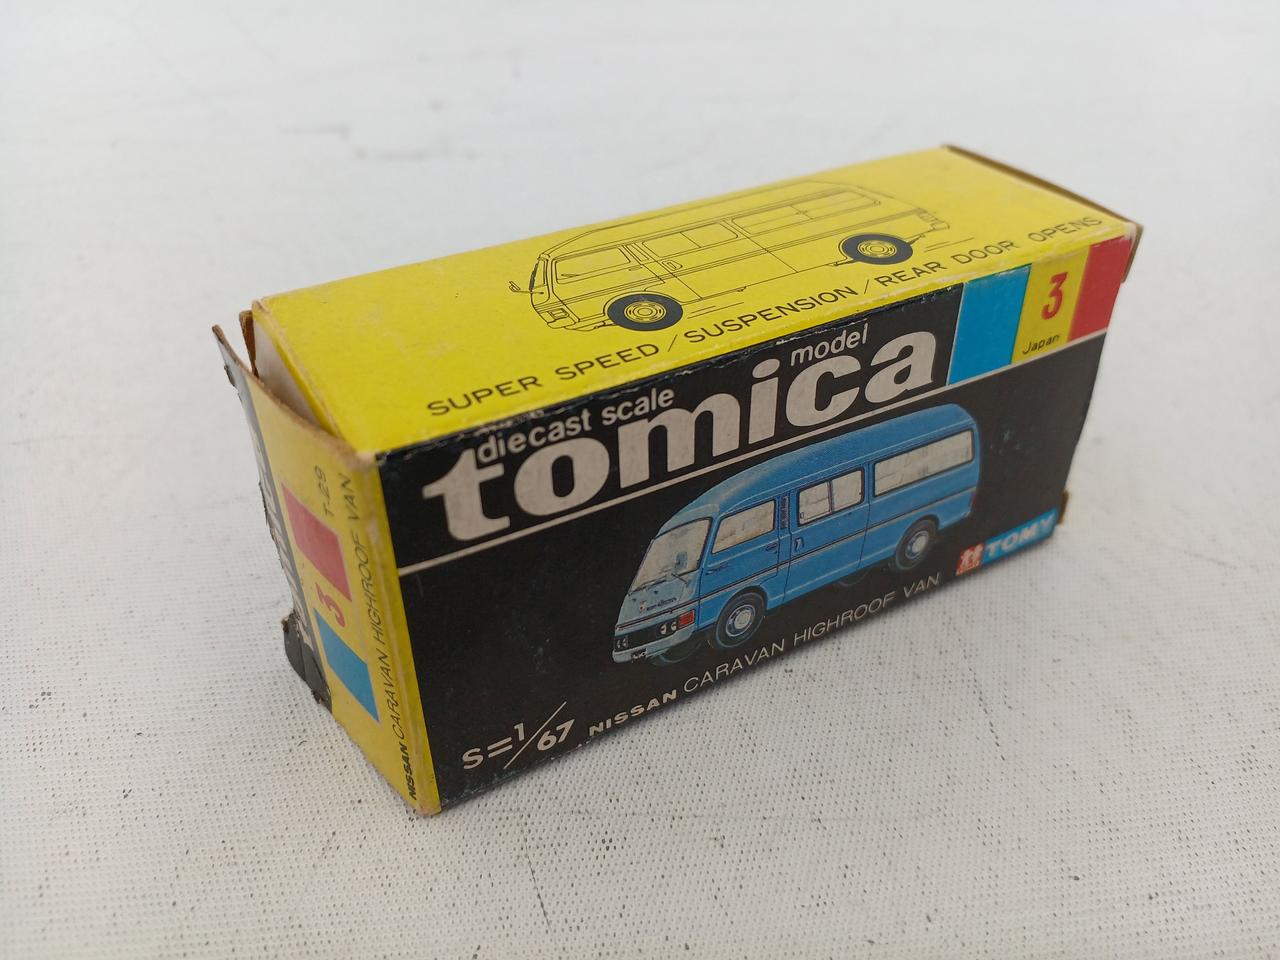 SUPER SPEED / SUSPENSION / REAR DOOR OPENS
diecast scale
model
tomica
3
Japan
S=1/67 NISSAN CARAVAN HIGHROOF VAN
TOMY
T-29
3
NISSAN CARAVAN HIGHROOF VAN